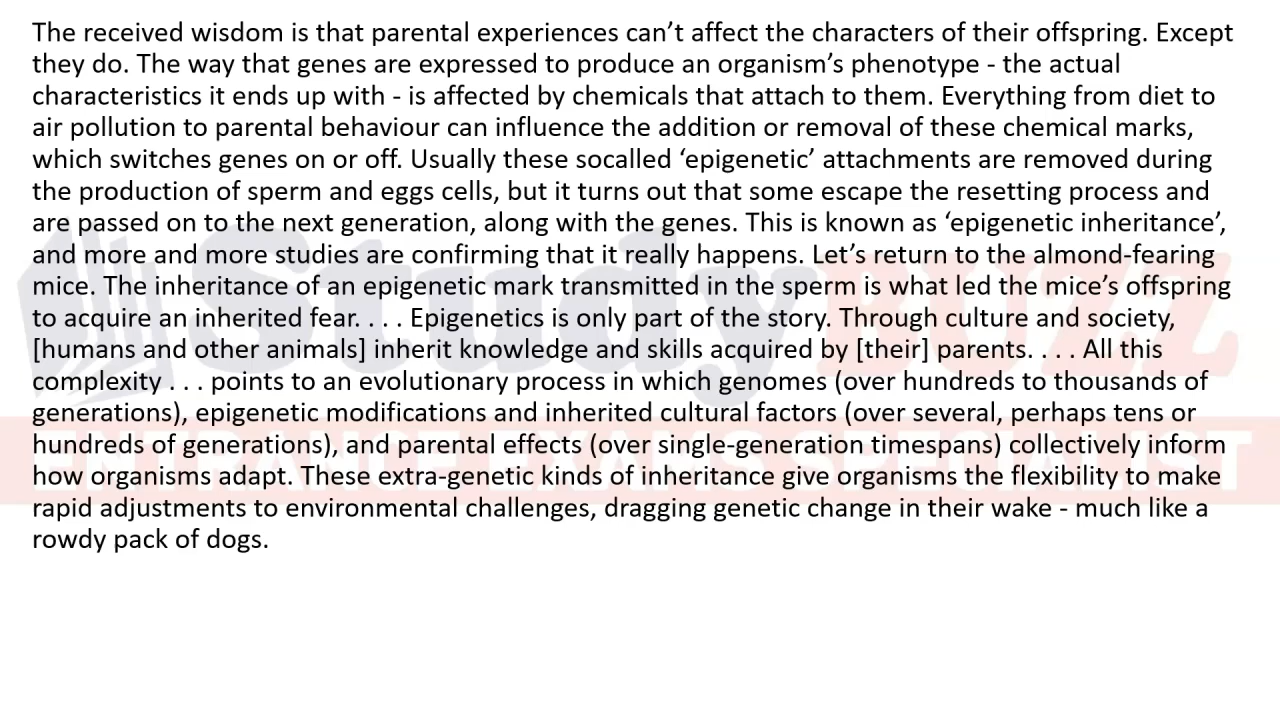 The received wisdom is that parental experiences can’t affect the characters of their offspring. Except
they do. The way that genes are expressed to produce an organism’s phenotype - the actual
characteristics it ends up with - is affected by chemicals that attach to them. Everything from diet to
air pollution to parental behaviour can influence the addition or removal of these chemical marks,
which switches genes on or off. Usually these socalled ‘epigenetic’ attachments are removed during
the production of sperm and eggs cells, but it turns out that some escape the resetting process and
are passed on to the next generation, along with the genes. This is known as ‘epigenetic inheritance’,
and more and more studies are confirming that it really happens. Let’s return to the almond-fearing
mice. The inheritance of an epigenetic mark transmitted in the sperm is what led the mice’s offspring
to acquire an inherited fear. . . . Epigenetics is only part of the story. Through culture and society,
[humans and other animals] inherit knowledge and skills acquired by [their] parents. . . . All this
complexity . . . points to an evolutionary process in which genomes (over hundreds to thousands of
generations), epigenetic modifications and inherited cultural factors (over several, perhaps tens or
hundreds of generations), and parental effects (over single-generation timespans) collectively inform
how organisms adapt. These extra-genetic kinds of inheritance give organisms the flexibility to make
rapid adjustments to environmental challenges, dragging genetic change in their wake - much like a
rowdy pack of dogs.
StudyBUZZ
ENTRANCE EXAMS SPECIALIST